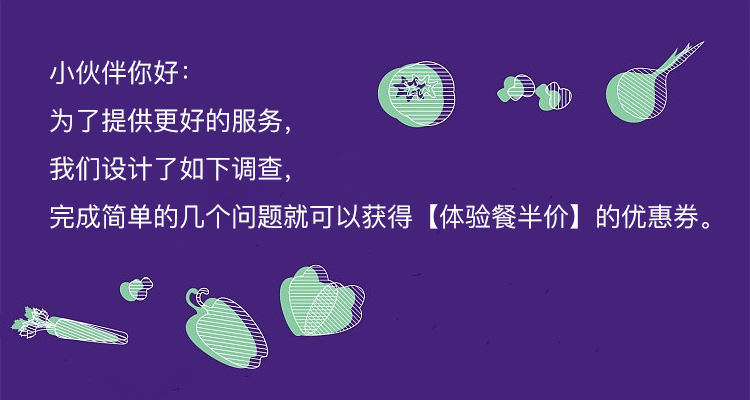 小伙伴你好：
为了提供更好的服务，
我们设计了如下调查，
完成简单的几个问题就可以获得【体验餐半价】的优惠券。